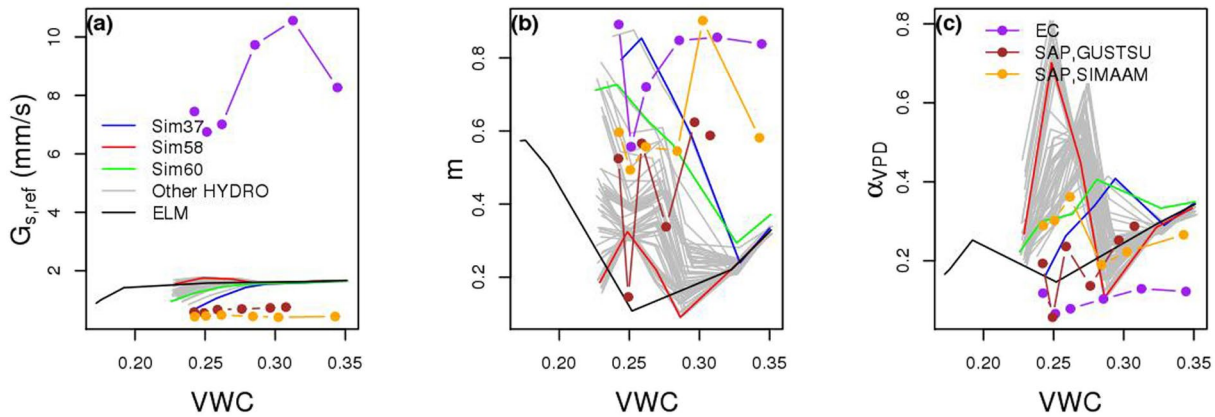 (a)
10
8
6
4
2
G_s,ref (mm/s)
Sim37
Sim58
Sim60
Other HYDRO
ELM
0.20 0.25 0.30 0.35
VWC
(b)
0.8
0.6
0.4
0.2
m
0.20 0.25 0.30 0.35
VWC
(c)
0.8
0.6
0.4
0.2
α_VPD
EC
SAP,GUSTSU
SAP,SIMAAM
0.20 0.25 0.30 0.35
VWC